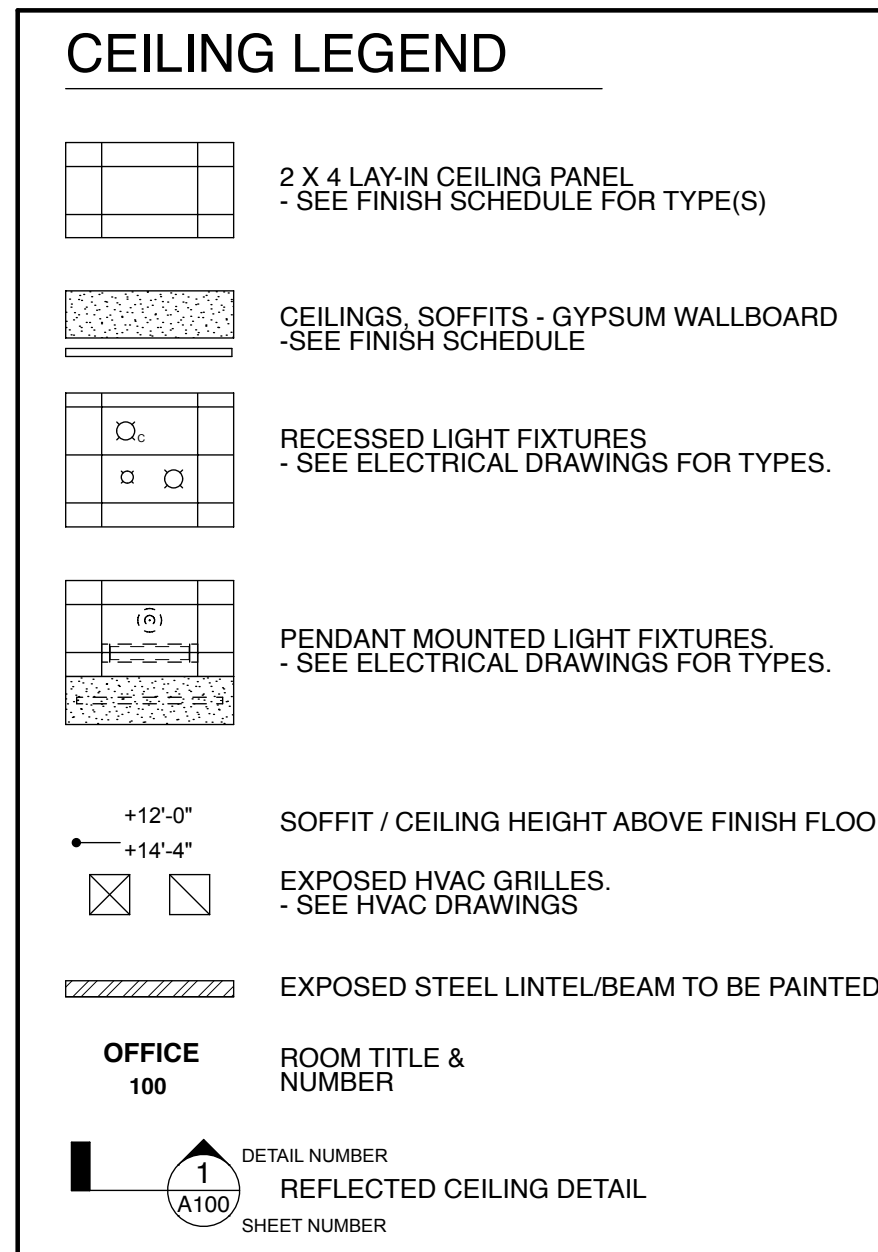 CEILING LEGEND
2 X 4 LAY-IN CEILING PANEL
- SEE FINISH SCHEDULE FOR TYPE(S)
CEILINGS, SOFFITS - GYPSUM WALLBOARD
-SEE FINISH SCHEDULE
C
RECESSED LIGHT FIXTURES
- SEE ELECTRICAL DRAWINGS FOR TYPES.
PENDANT MOUNTED LIGHT FIXTURES.
- SEE ELECTRICAL DRAWINGS FOR TYPES.
+12'-0"
+14'-4"
SOFFIT / CEILING HEIGHT ABOVE FINISH FLOO
EXPOSED HVAC GRILLES.
- SEE HVAC DRAWINGS
EXPOSED STEEL LINTEL/BEAM TO BE PAINTED
OFFICE
100
ROOM TITLE &
NUMBER
1
A100
DETAIL NUMBER
REFLECTED CEILING DETAIL
SHEET NUMBER